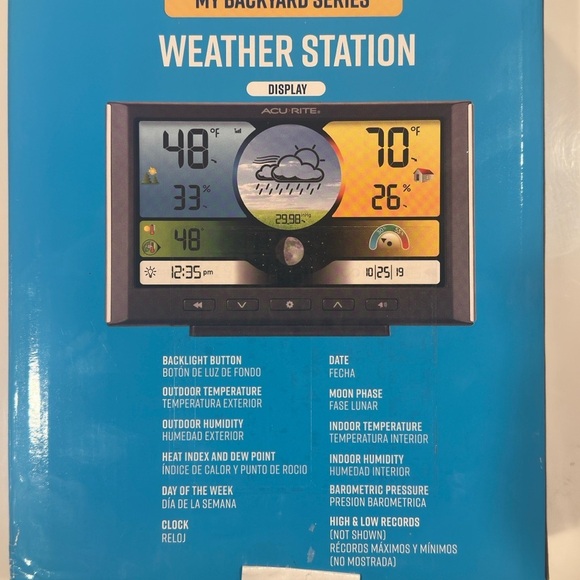 MY BACKYARD SERIES
WEATHER STATION
DISPLAY
ACU·RITE®
48°F
70°F
33%
26%
29.98
48°
12:35 pm
10|25|19
BACKLIGHT BUTTON
BOTÓN DE LUZ DE FONDO
OUTDOOR TEMPERATURE
TEMPERATURA EXTERIOR
OUTDOOR HUMIDITY
HUMEDAD EXTERIOR
HEAT INDEX AND DEW POINT
ÍNDICE DE CALOR Y PUNTO DE ROCIO
DAY OF THE WEEK
DÍA DE LA SEMANA
CLOCK
RELOJ
DATE
FECHA
MOON PHASE
FASE LUNAR
INDOOR TEMPERATURE
TEMPERATURA INTERIOR
INDOOR HUMIDITY
HUMEDAD INTERIOR
BAROMETRIC PRESSURE
PRESION BAROMETRICA
HIGH & LOW RECORDS
(NOT SHOWN)
RÉCORDS MÁXIMOS Y MÍNIMOS
(NO MOSTRADA)